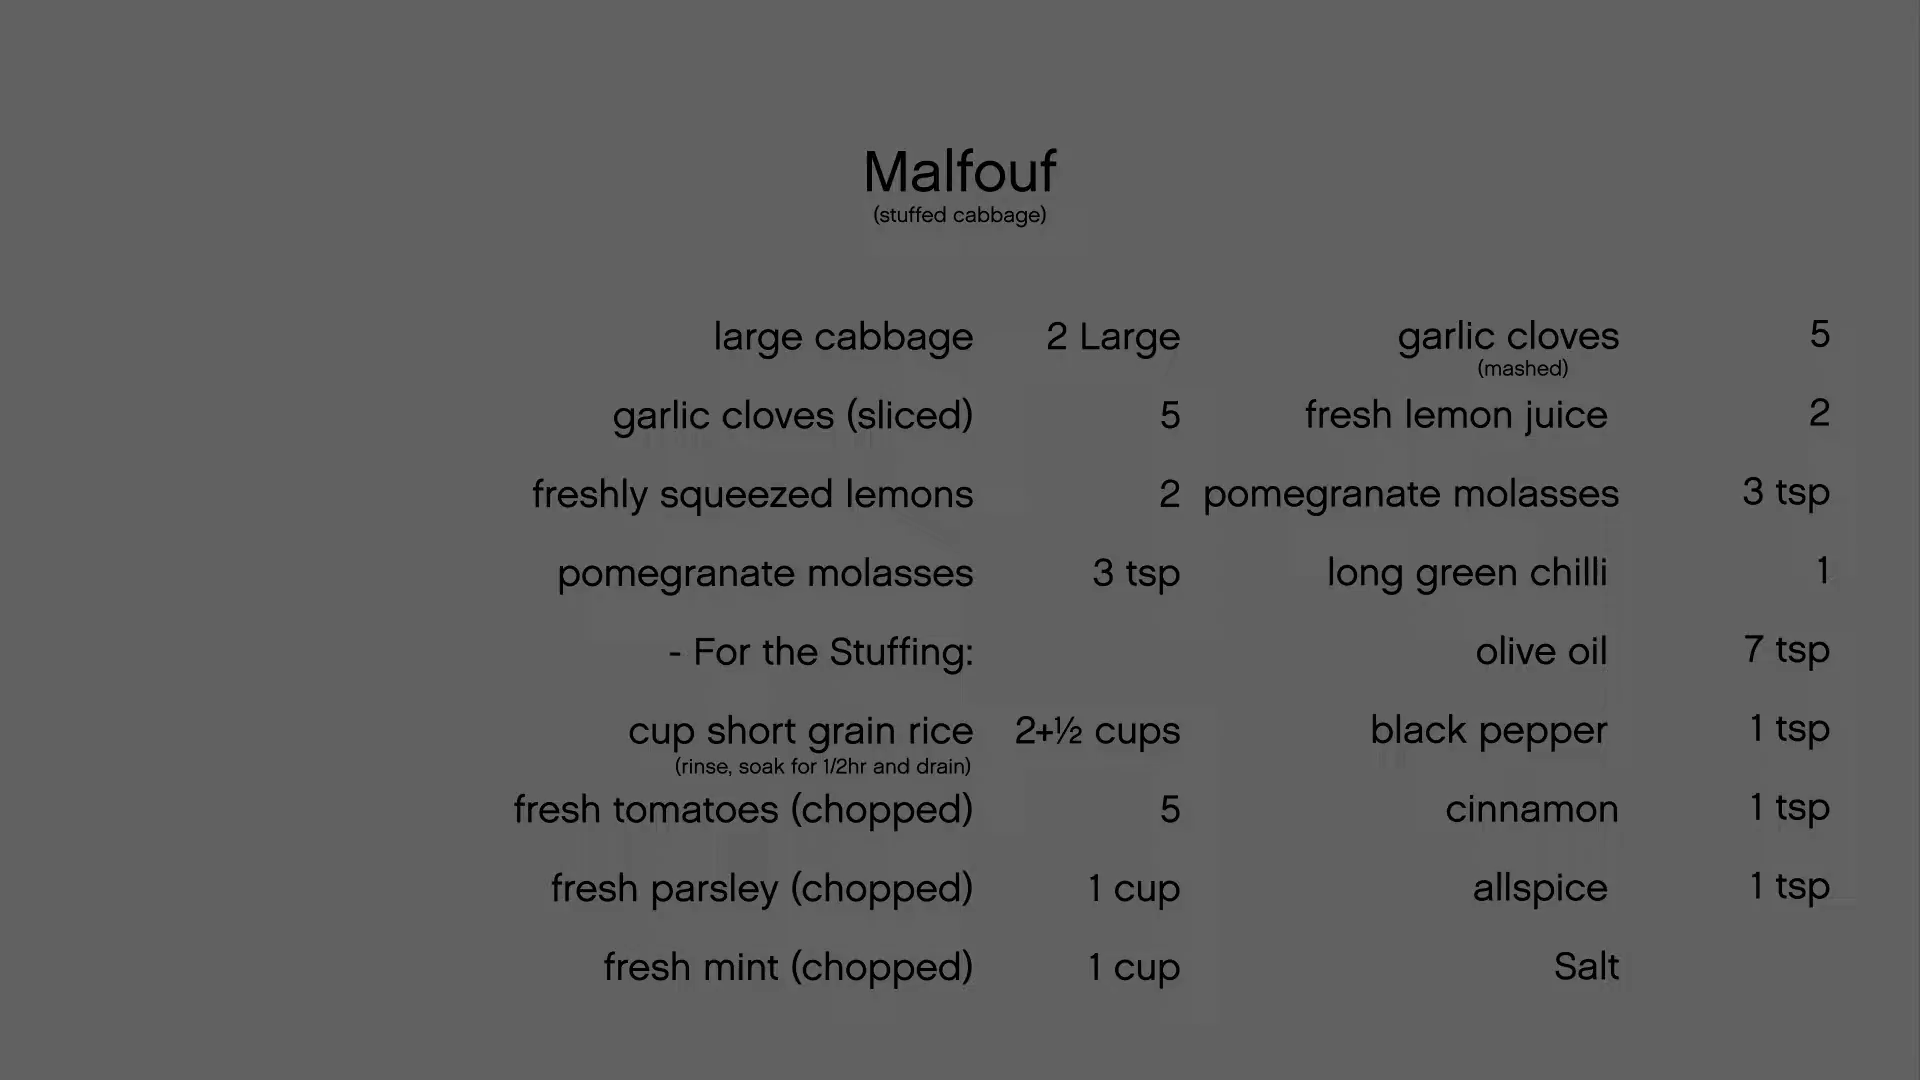 Malfouf
(stuffed cabbage)
large cabbage 2 Large
garlic cloves (sliced) 5
freshly squeezed lemons 2
pomegranate molasses 3 tsp
- For the Stuffing:
cup short grain rice 2+½ cups
(rinse, soak for 1/2hr and drain)
fresh tomatoes (chopped) 5
fresh parsley (chopped) 1 cup
fresh mint (chopped) 1 cup
garlic cloves 5
(mashed)
fresh lemon juice 2
pomegranate molasses 3 tsp
long green chilli 1
olive oil 7 tsp
black pepper 1 tsp
cinnamon 1 tsp
allspice 1 tsp
Salt